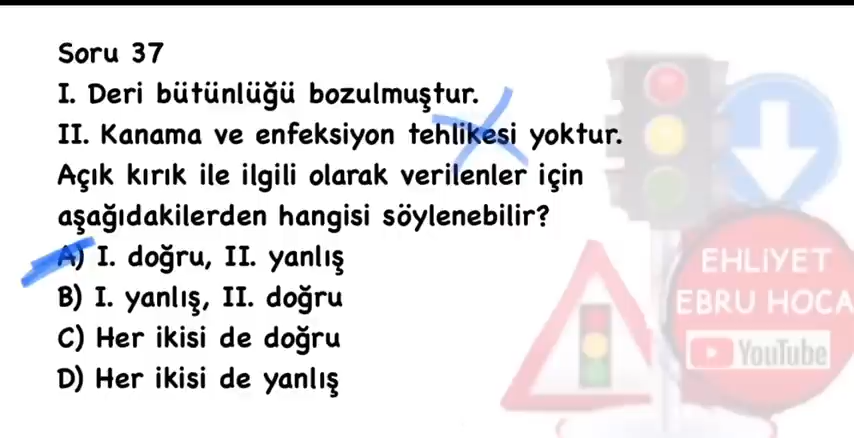 Soru 37
I. Deri bütünlüğü bozulmuştur.
II. Kanama ve enfeksiyon tehlikesi yoktur.
Açık kırık ile ilgili olarak verilenler için
aşağıdakilerden hangisi söylenebilir?
A) I. doğru, II. yanlış
B) I. yanlış, II. doğru
C) Her ikisi de doğru
D) Her ikisi de yanlış
EHLİYET
EBRU HOCA
YouTube